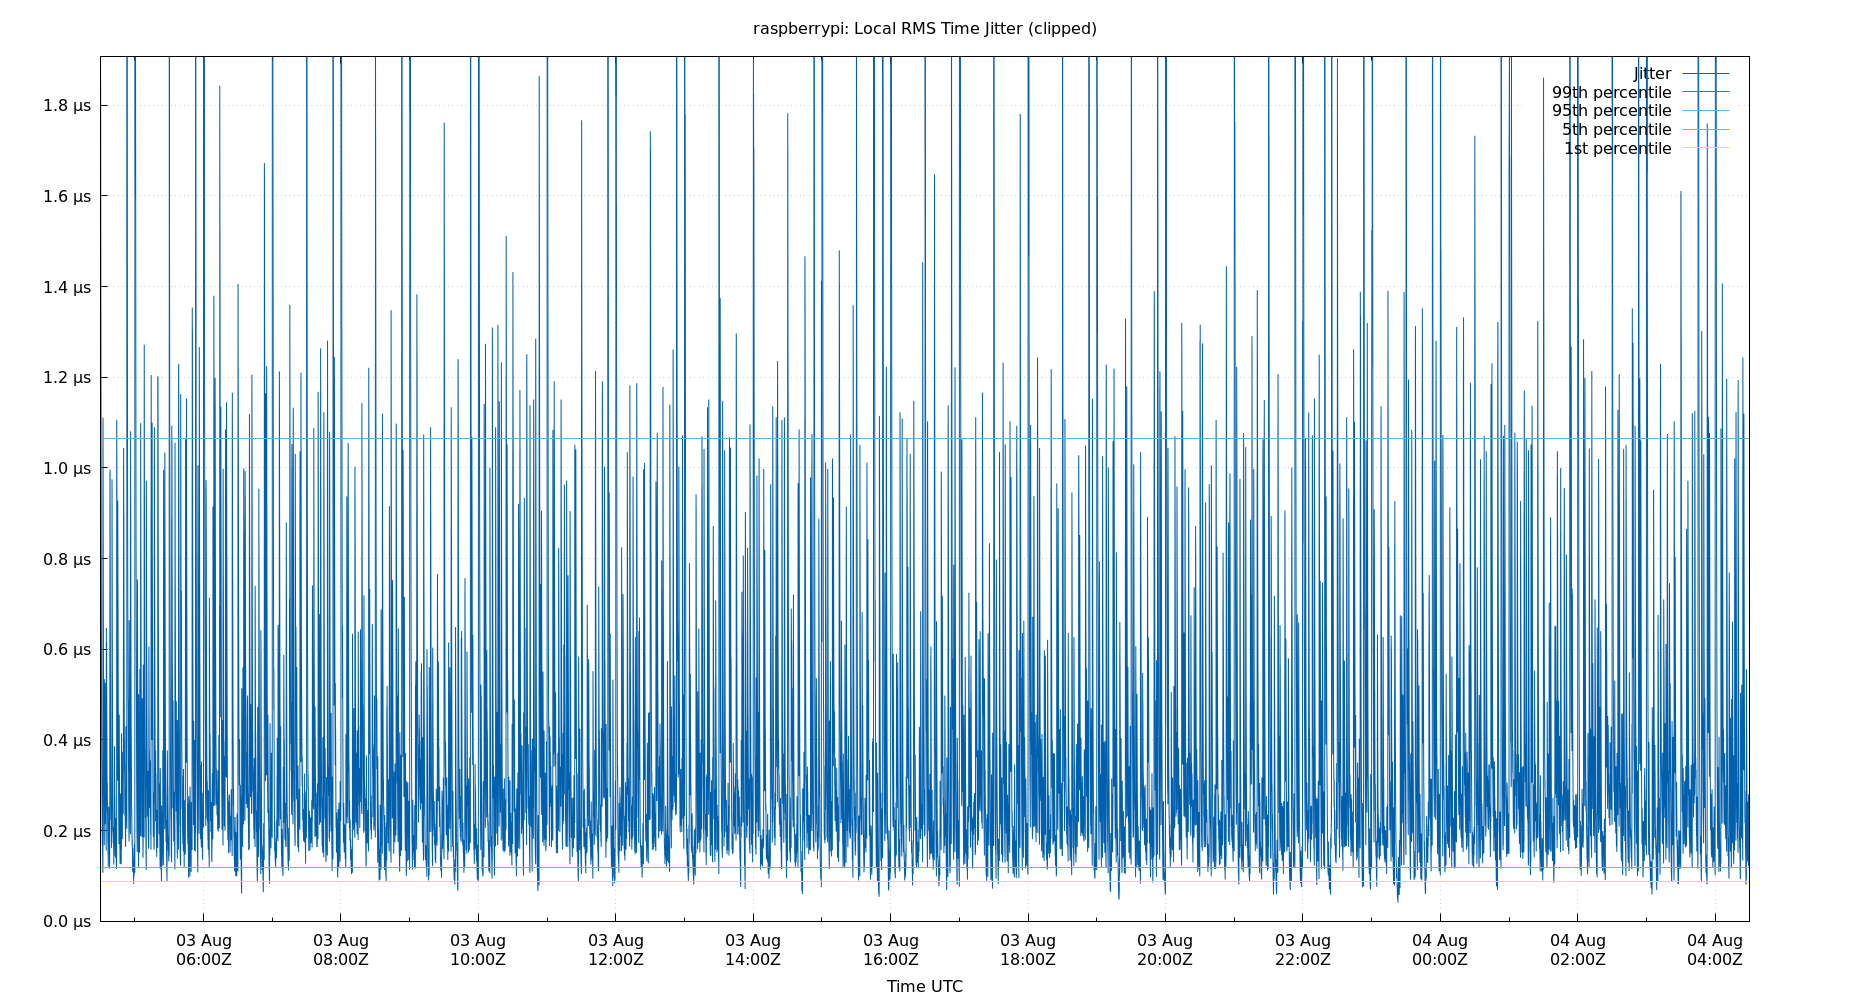 raspberrypi: Local RMS Time Jitter (clipped)
Jitter
99th percentile
95th percentile
5th percentile
1st percentile
1.8 µs
1.6 µs
1.4 µs
1.2 µs
1.0 µs
0.8 µs
0.6 µs
0.4 µs
0.2 µs
0.0 µs
03 Aug 03 Aug 03 Aug 03 Aug 03 Aug 03 Aug 03 Aug 03 Aug 03 Aug 04 Aug 04 Aug 04 Aug
06:00Z 08:00Z 10:00Z 12:00Z 14:00Z 16:00Z 18:00Z 20:00Z 22:00Z 00:00Z 02:00Z 04:00Z
Time UTC